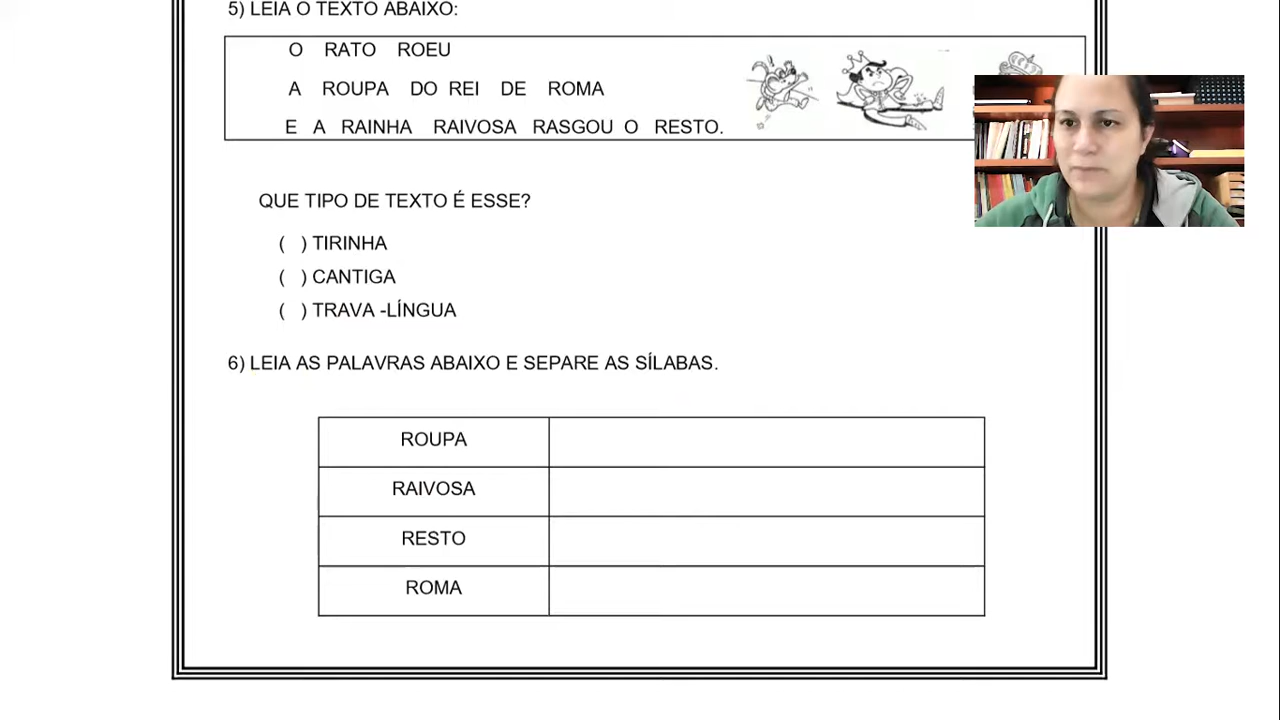 5) LEIA O TEXTO ABAIXO:
O RATO ROEU
A ROUPA DO REI DE ROMA
E A RAINHA RAIVOSA RASGOU O RESTO.
QUE TIPO DE TEXTO É ESSE?
( ) TIRINHA
( ) CANTIGA
( ) TRAVA -LÍNGUA
6) LEIA AS PALAVRAS ABAIXO E SEPARE AS SÍLABAS.
ROUPA
RAIVOSA
RESTO
ROMA